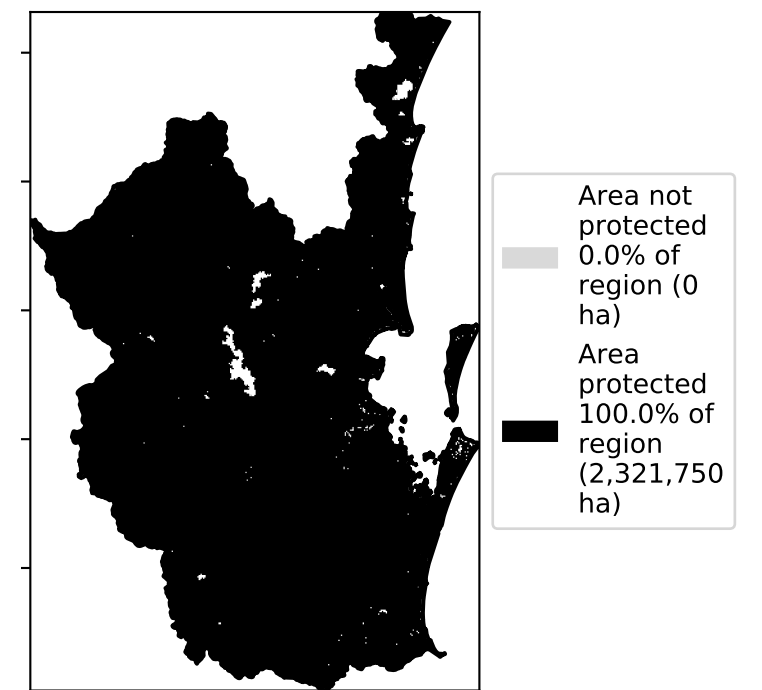 Area not
protected
0.0% of
region (0
ha)
Area
protected
100.0% of
region
(2,321,750
ha)